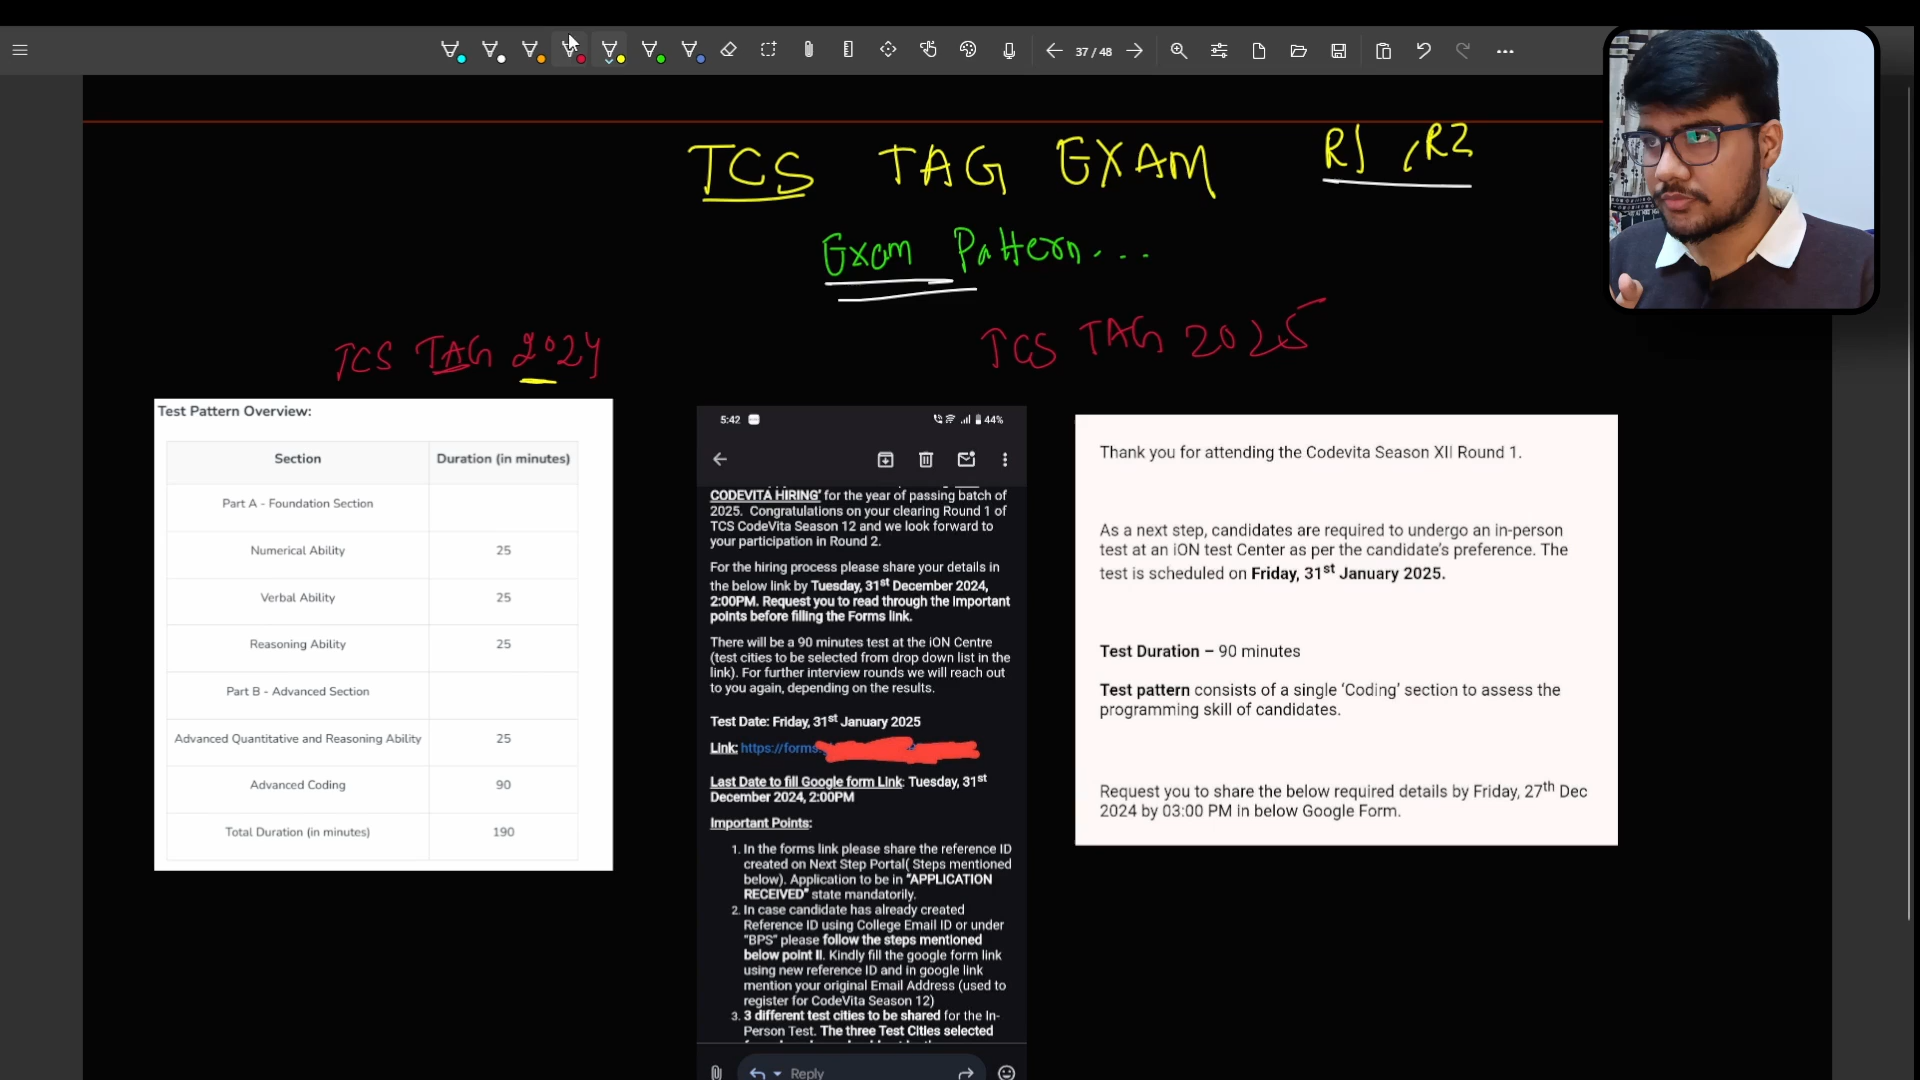 37 / 48
TCS TAG EXAM R1 , R2
Exam Pattern...
TCS TAG 2024
TCS TAG 2025
Test Pattern Overview:
Section Duration (in minutes)
Part A - Foundation Section
Numerical Ability 25
Verbal Ability 25
Reasoning Ability 25
Part B - Advanced Section
Advanced Quantitative and Reasoning Ability 25
Advanced Coding 90
Total Duration (in minutes) 190
5:42 44%
CODEVITA HIRING' for the year of passing batch of
2025. Congratulations on your clearing Round 1 of
TCS CodeVita Season 12 and we look forward to
your participation in Round 2.
For the hiring process please share your details in
the below link by Tuesday, 31st December 2024,
2:00PM. Request you to read through the important
points before filling the Forms link.
There will be a 90 minutes test at the iON Centre
(test cities to be selected from drop down list in the
link). For further interview rounds we will reach out
to you again, depending on the results.
Test Date: Friday, 31st January 2025
Link: https://forms.
Last Date to fill Google form Link: Tuesday, 31st
December 2024, 2:00PM
Important Points:
1. In the forms link please share the reference ID
created on Next Step Portal( Steps mentioned
below). Application to be in "APPLICATION
RECEIVED" state mandatorily.
2. In case candidate has already created
Reference ID using College Email ID or under
"BPS" please follow the steps mentioned
below point II. Kindly fill the google form link
using new reference ID and in google link
mention your original Email Address (used to
register for CodeVita Season 12)
3. 3 different test cities to be shared for the In-
Person Test. The three Test Cities selected
Reply
Thank you for attending the Codevita Season XII Round 1.
As a next step, candidates are required to undergo an in-person
test at an iON test Center as per the candidate's preference. The
test is scheduled on Friday, 31st January 2025.
Test Duration – 90 minutes
Test pattern consists of a single 'Coding' section to assess the
programming skill of candidates.
Request you to share the below required details by Friday, 27th Dec
2024 by 03:00 PM in below Google Form.